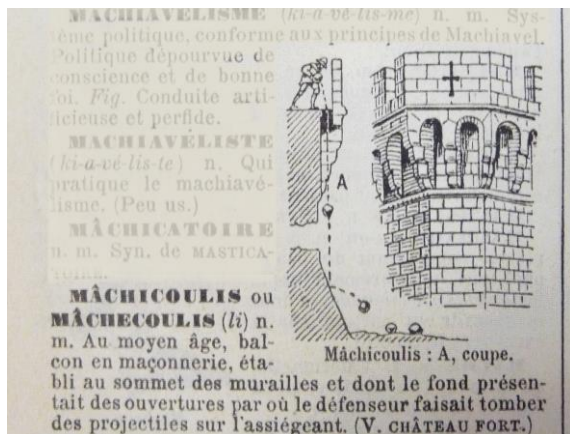 MACHIAVÉLISME (ki-a-vé-lis-me) n. m. Sys-
tème politique, conforme aux principes de Machiavel.
Politique dépourvue de
conscience et de bonne
foi. Fig. Conduite arti-
ficieuse et perfide.
MACHIAVÉLISTE
(ki-a-vé-lis-te) n. Qui
pratique le machiavé-
lisme. (Peu us.)
MÂCHICATOIRE
n. m. Syn. de MASTICA-
TOIRE.
MÂCHICOULIS ou
MÂCHECOULIS (li) n.
m. Au moyen âge, bal-
con en maçonnerie, éta-
bli au sommet des murailles et dont le fond présen-
tait des ouvertures par où le défenseur faisait tomber
des projectiles sur l'assiégeant. (V. CHÂTEAU FORT.)
A
Mâchicoulis : A, coupe.